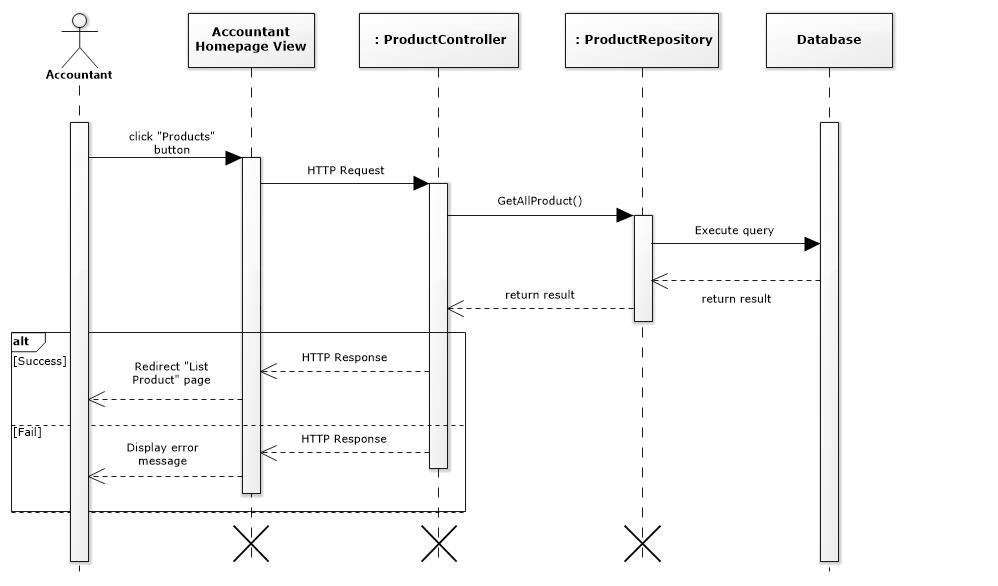 Accountant
Accountant
Homepage View
: ProductController
: ProductRepository
Database
click "Products"
button
HTTP Request
GetAllProduct()
Execute query
return result
return result
alt
[Success]
HTTP Response
Redirect "List
Product" page
[Fail]
HTTP Response
Display error
message